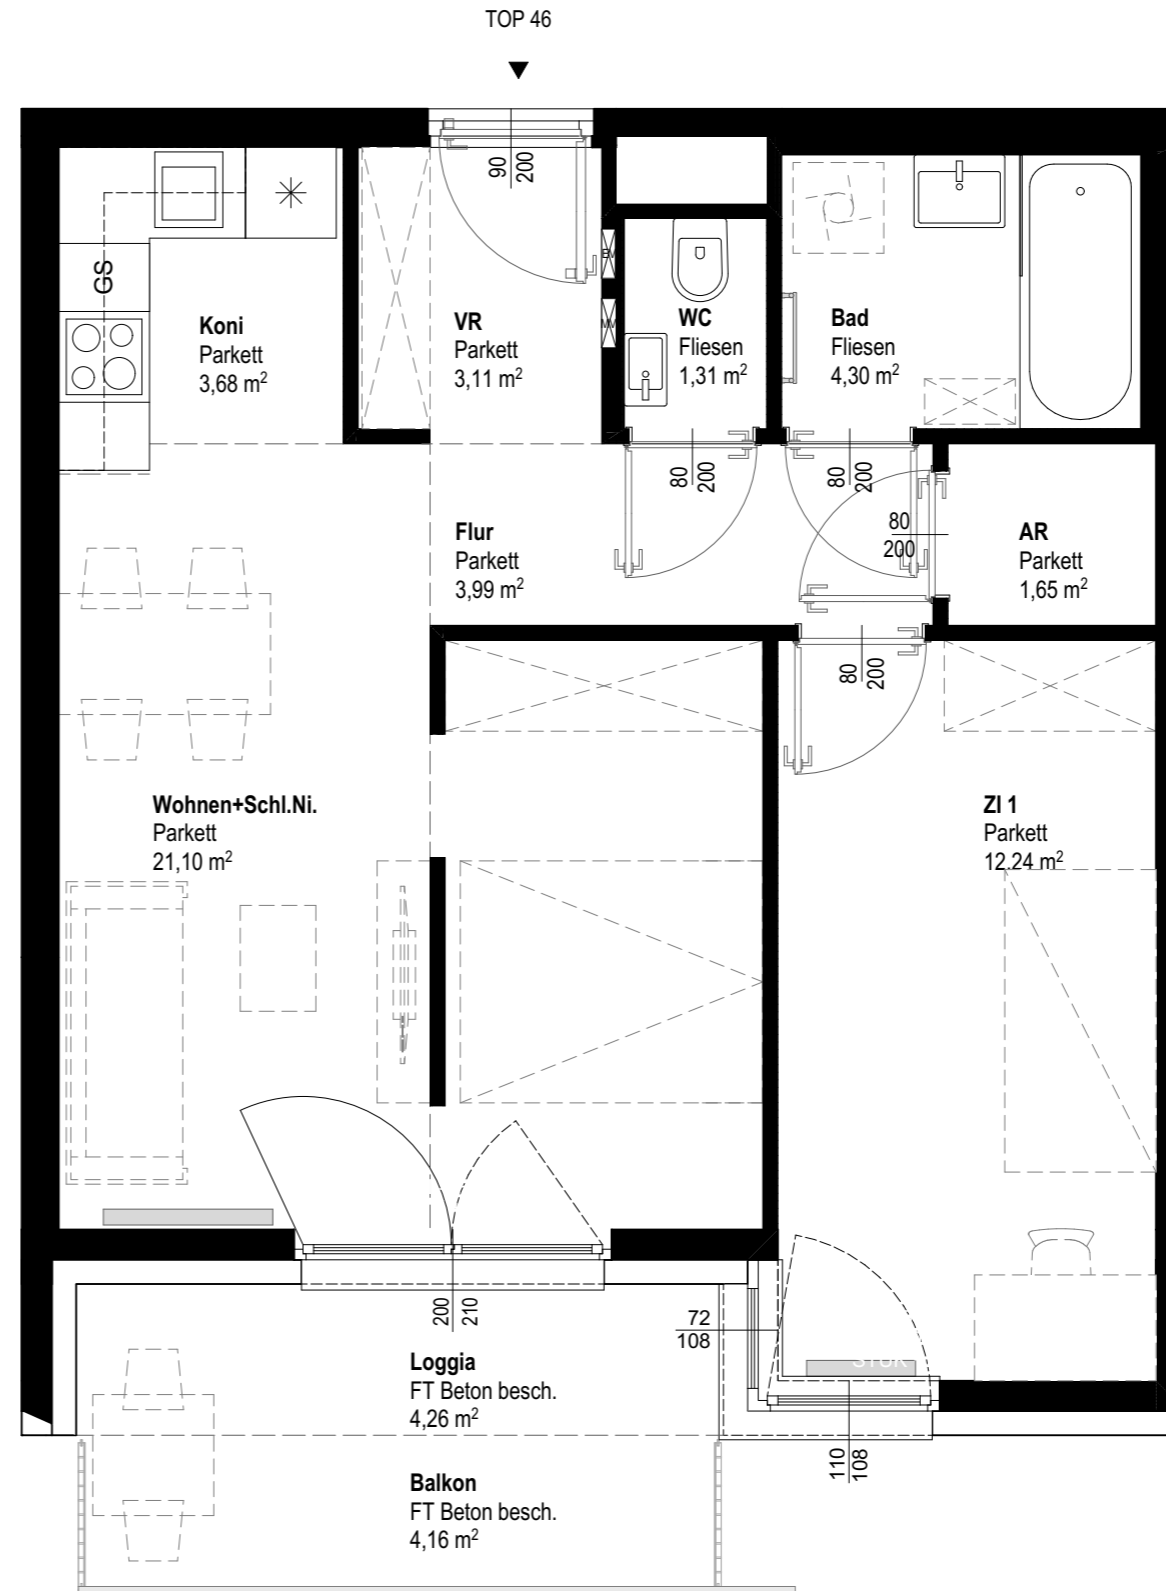 TOP 46
90
200
GS
Koni
Parkett
3,68 m²
VR
Parkett
3,11 m²
WC
Fliesen
1,31 m²
Bad
Fliesen
4,30 m²
80
200
80
200
80
200
Flur
Parkett
3,99 m²
AR
Parkett
1,65 m²
80
200
Wohnen+Schl.Ni.
Parkett
21,10 m²
ZI 1
Parkett
12,24 m²
200
210
72
108
Loggia
FT Beton besch.
4,26 m²
110
108
Balkon
FT Beton besch.
4,16 m²